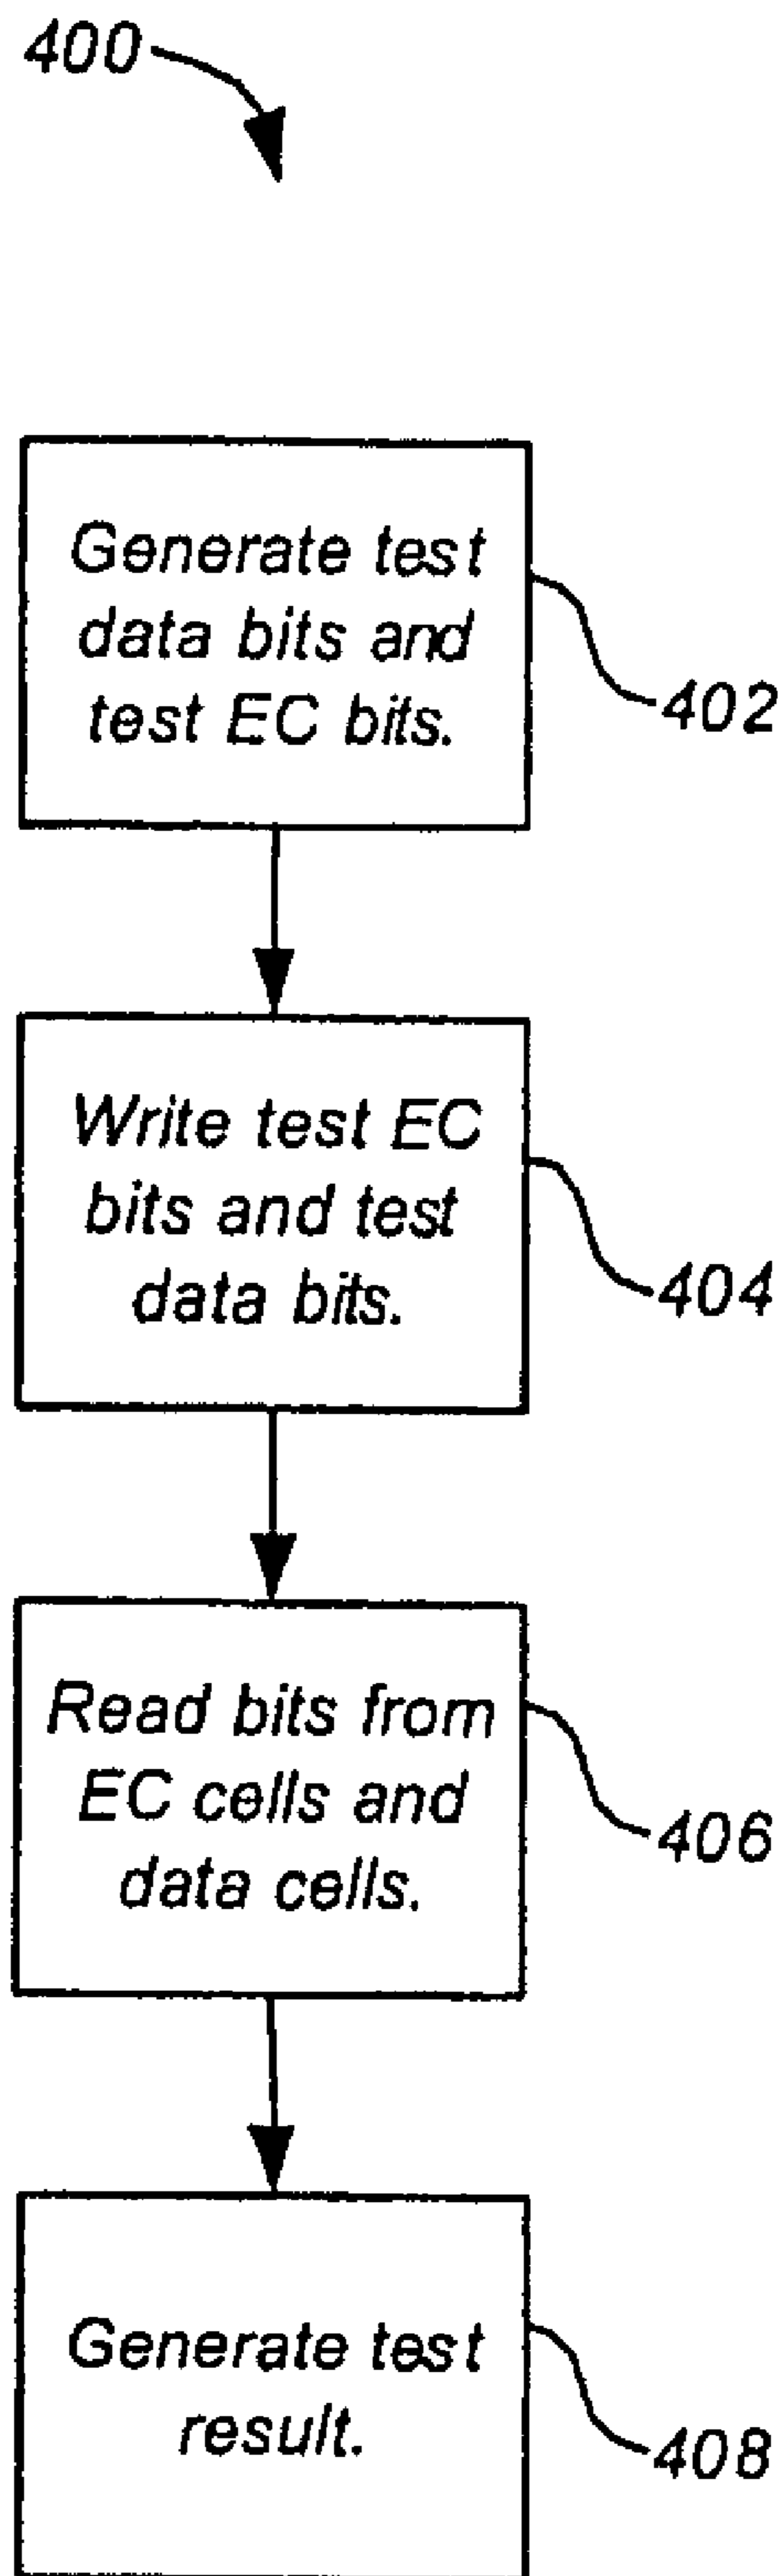 400
Generate test
data bits and
test EC bits.
402
Write test EC
bits and test
data bits.
404
Read bits from
EC cells and
data cells.
406
Generate test
result.
408